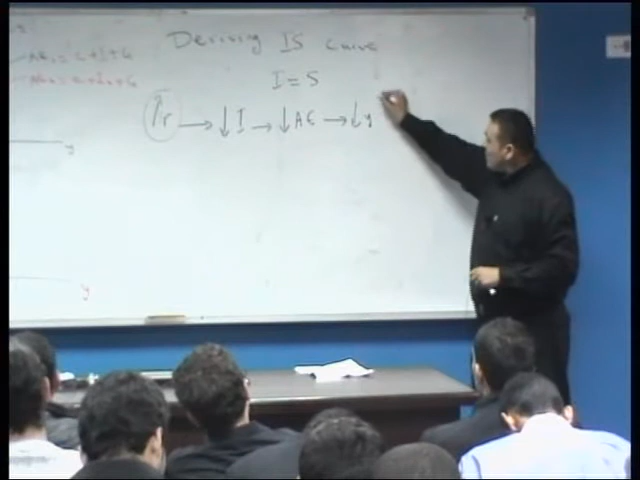 Deriving IS curve
I = S
↑r → ↓I → ↓AE → ↓y
y
y